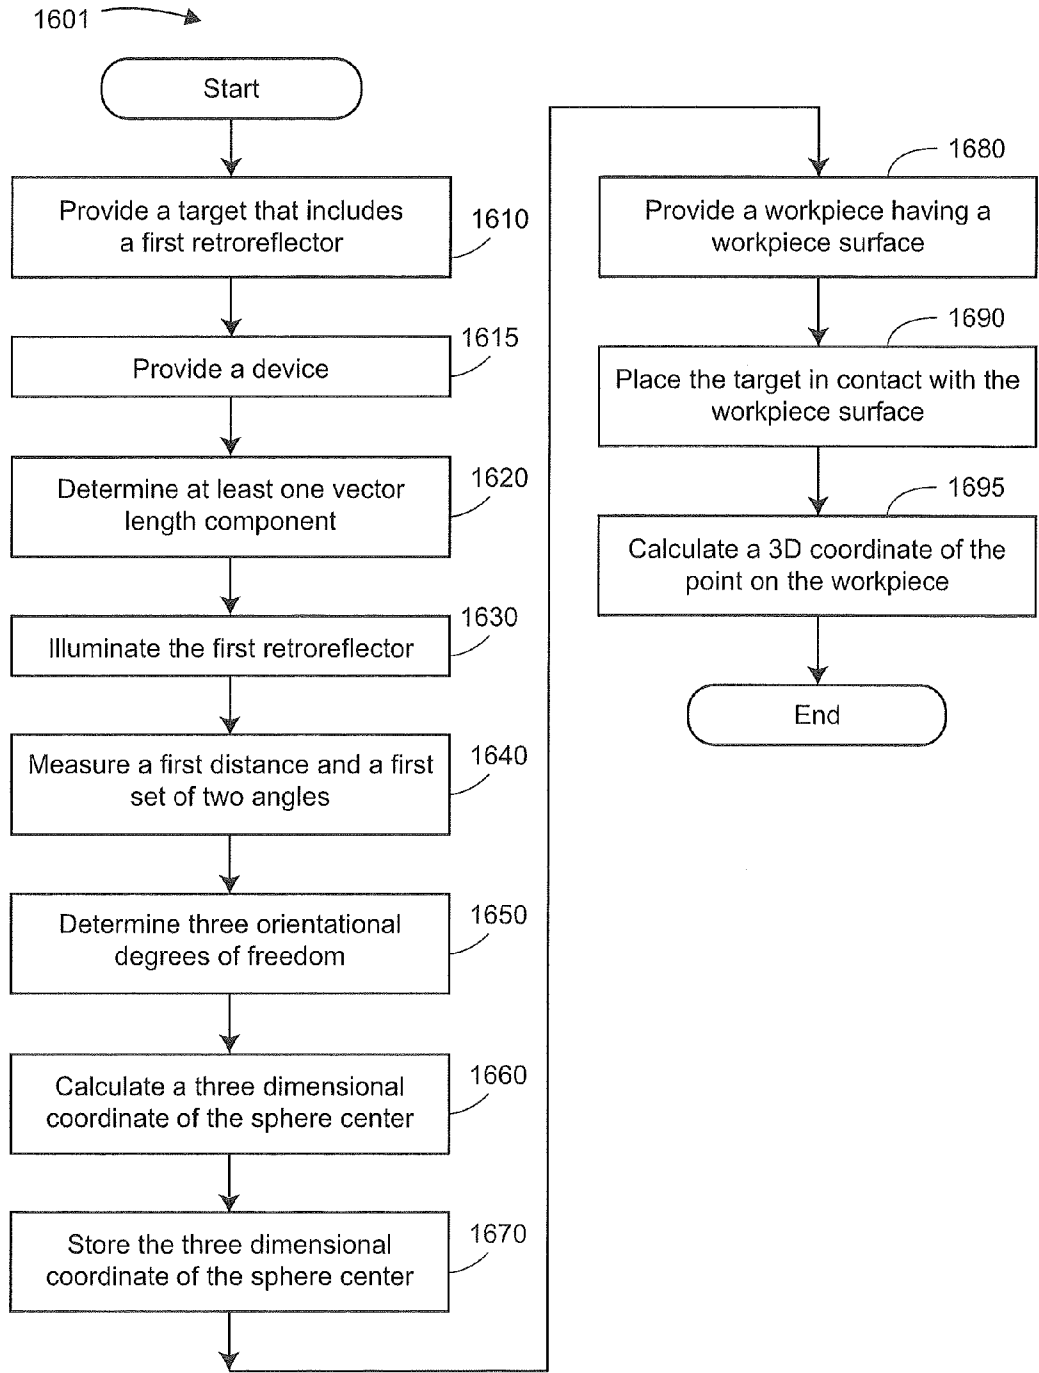 1601
Start
Provide a target that includes
a first retroreflector
1610
Provide a device
1615
Determine at least one vector
length component
1620
Illuminate the first retroreflector
1630
Measure a first distance and a first
set of two angles
1640
Determine three orientational
degrees of freedom
1650
Calculate a three dimensional
coordinate of the sphere center
1660
Store the three dimensional
coordinate of the sphere center
1670
1680
Provide a workpiece having a
workpiece surface
1690
Place the target in contact with the
workpiece surface
1695
Calculate a 3D coordinate of the
point on the workpiece
End